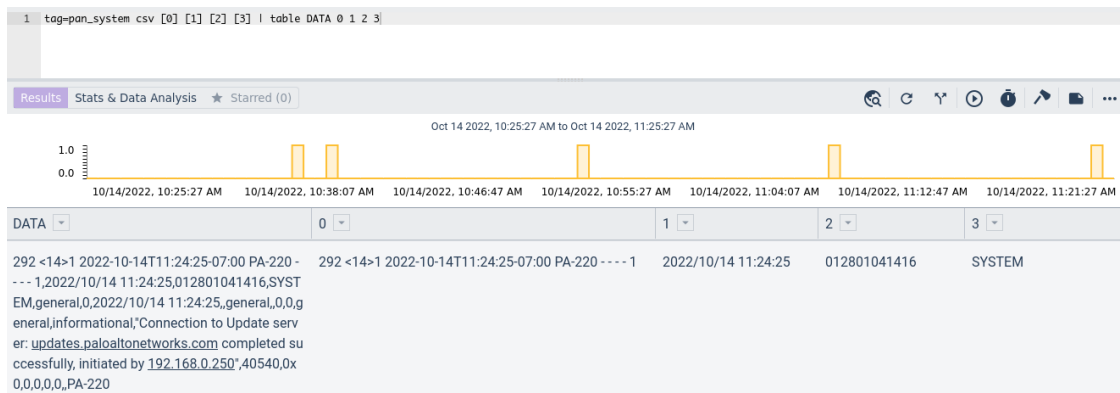 1 tag=pan_system csv [0] [1] [2] [3] | table DATA 0 1 2 3
Results Stats & Data Analysis Starred (0)
Oct 14 2022, 10:25:27 AM to Oct 14 2022, 11:25:27 AM
1.0
0.0
10/14/2022, 10:25:27 AM 10/14/2022, 10:38:07 AM 10/14/2022, 10:46:47 AM 10/14/2022, 10:55:27 AM 10/14/2022, 11:04:07 AM 10/14/2022, 11:12:47 AM 10/14/2022, 11:21:27 AM
DATA 0 1 2 3
292 <14>1 2022-10-14T11:24:25-07:00 PA-220 - 292 <14>1 2022-10-14T11:24:25-07:00 PA-220 - - - - 1 2022/10/14 11:24:25 012801041416 SYSTEM
- - - 1,2022/10/14 11:24:25,012801041416,SYST
EM,general,0,2022/10/14 11:24:25,,general,,0,0,g
eneral,informational,"Connection to Update serv
er: updates.paloaltonetworks.com completed su
ccessfully, initiated by 192.168.0.250",40540,0x
0,0,0,0,0,,PA-220